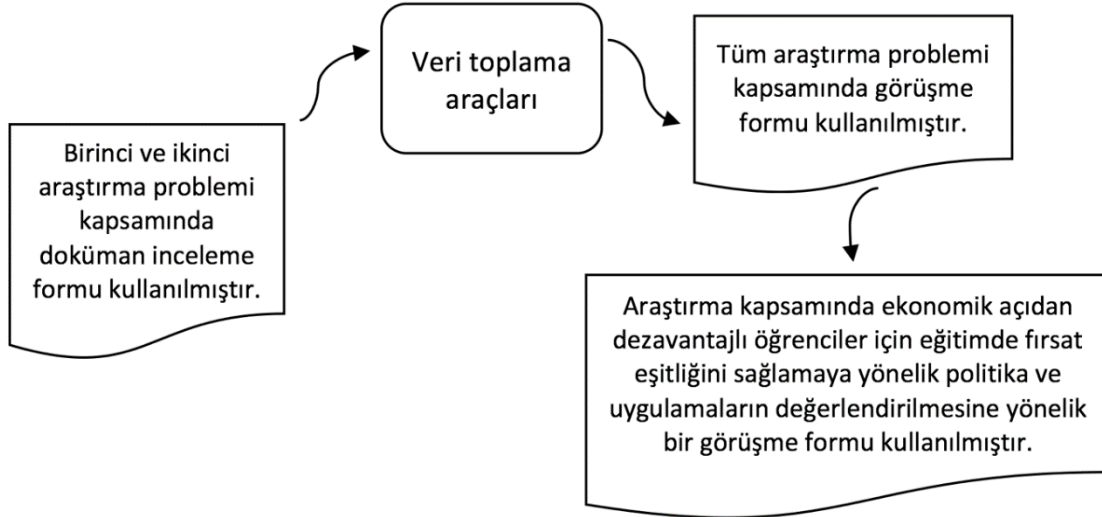 Veri toplama
araçları
Birinci ve ikinci
araştırma problemi
kapsamında
doküman inceleme
formu kullanılmıştır.
Tüm araştırma problemi
kapsamında görüşme
formu kullanılmıştır.
Araştırma kapsamında ekonomik açıdan
dezavantajlı öğrenciler için eğitimde fırsat
eşitliğini sağlamaya yönelik politika ve
uygulamaların değerlendirilmesine yönelik
bir görüşme formu kullanılmıştır.